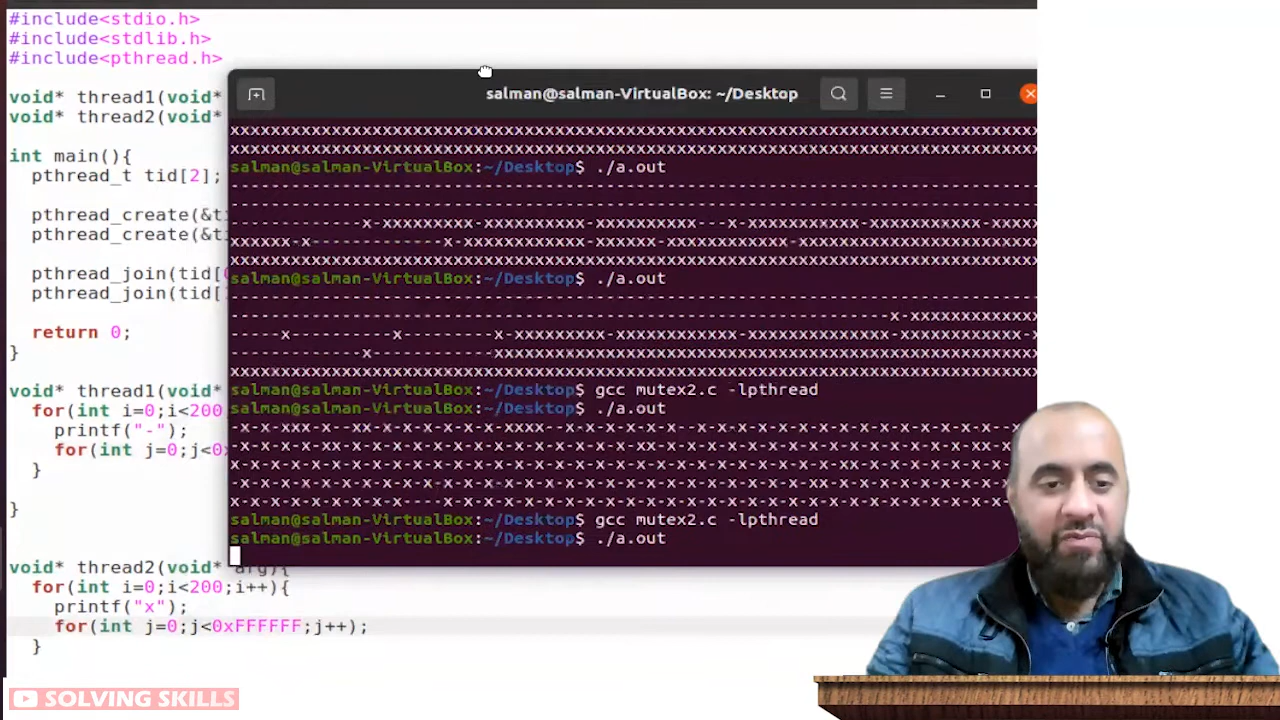 #include<stdio.h>
#include<stdlib.h>
#include<pthread.h>
void* thread1(void*
void* thread2(void*
int main(){
pthread_t tid[2];
pthread_create(&t
pthread_create(&t
pthread_join(tid[
pthread_join(tid[
return 0;
}
void* thread1(void*
for(int i=0;i<200
printf("-");
for(int j=0;j<0
}
}
void* thread2(void* arg){
for(int i=0;i<200;i++){
printf("x");
for(int j=0;j<0xFFFFFF;j++);
}
salman@salman-VirtualBox: ~/Desktop
salman@salman-VirtualBox:~/Desktop$ ./a.out
salman@salman-VirtualBox:~/Desktop$ ./a.out
salman@salman-VirtualBox:~/Desktop$ gcc mutex2.c -lpthread
salman@salman-VirtualBox:~/Desktop$ ./a.out
salman@salman-VirtualBox:~/Desktop$ gcc mutex2.c -lpthread
salman@salman-VirtualBox:~/Desktop$ ./a.out
SOLVING SKILLS